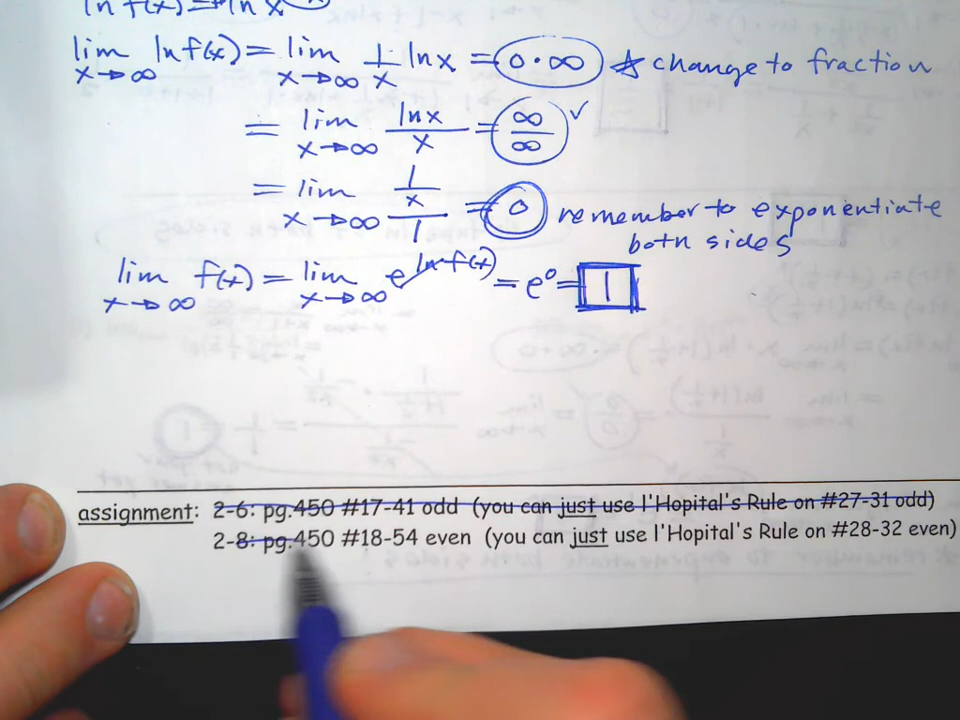 ln f(x) = ln x
lim x→∞ ln f(x) = lim x→∞ 1/x ln x = 0·∞ ☆ change to fraction
= lim x→∞ ln x / x = ∞/∞ ✓
= lim x→∞ (1/x)/1 = 0 remember to exponentiate
both sides
lim x→∞ f(x) = lim x→∞ e^(ln f(x)) = e^0 = 1
assignment: 2-6: pg.450 #17-41 odd (you can just use l'Hopital's Rule on #27-31 odd)
2-8: pg.450 #18-54 even (you can just use l'Hopital's Rule on #28-32 even)